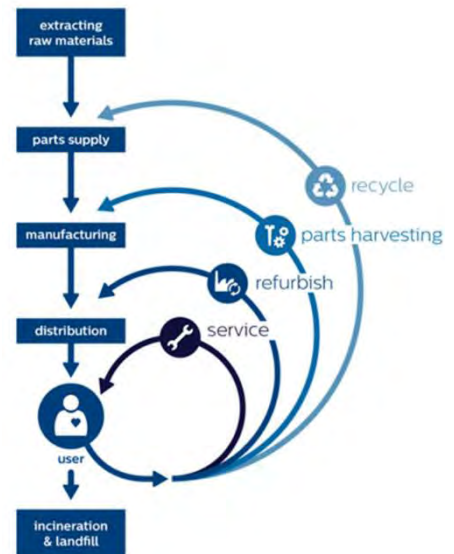 extracting
raw materials
parts supply
recycle
manufacturing
parts harvesting
refurbish
distribution
service
user
incineration
& landfill